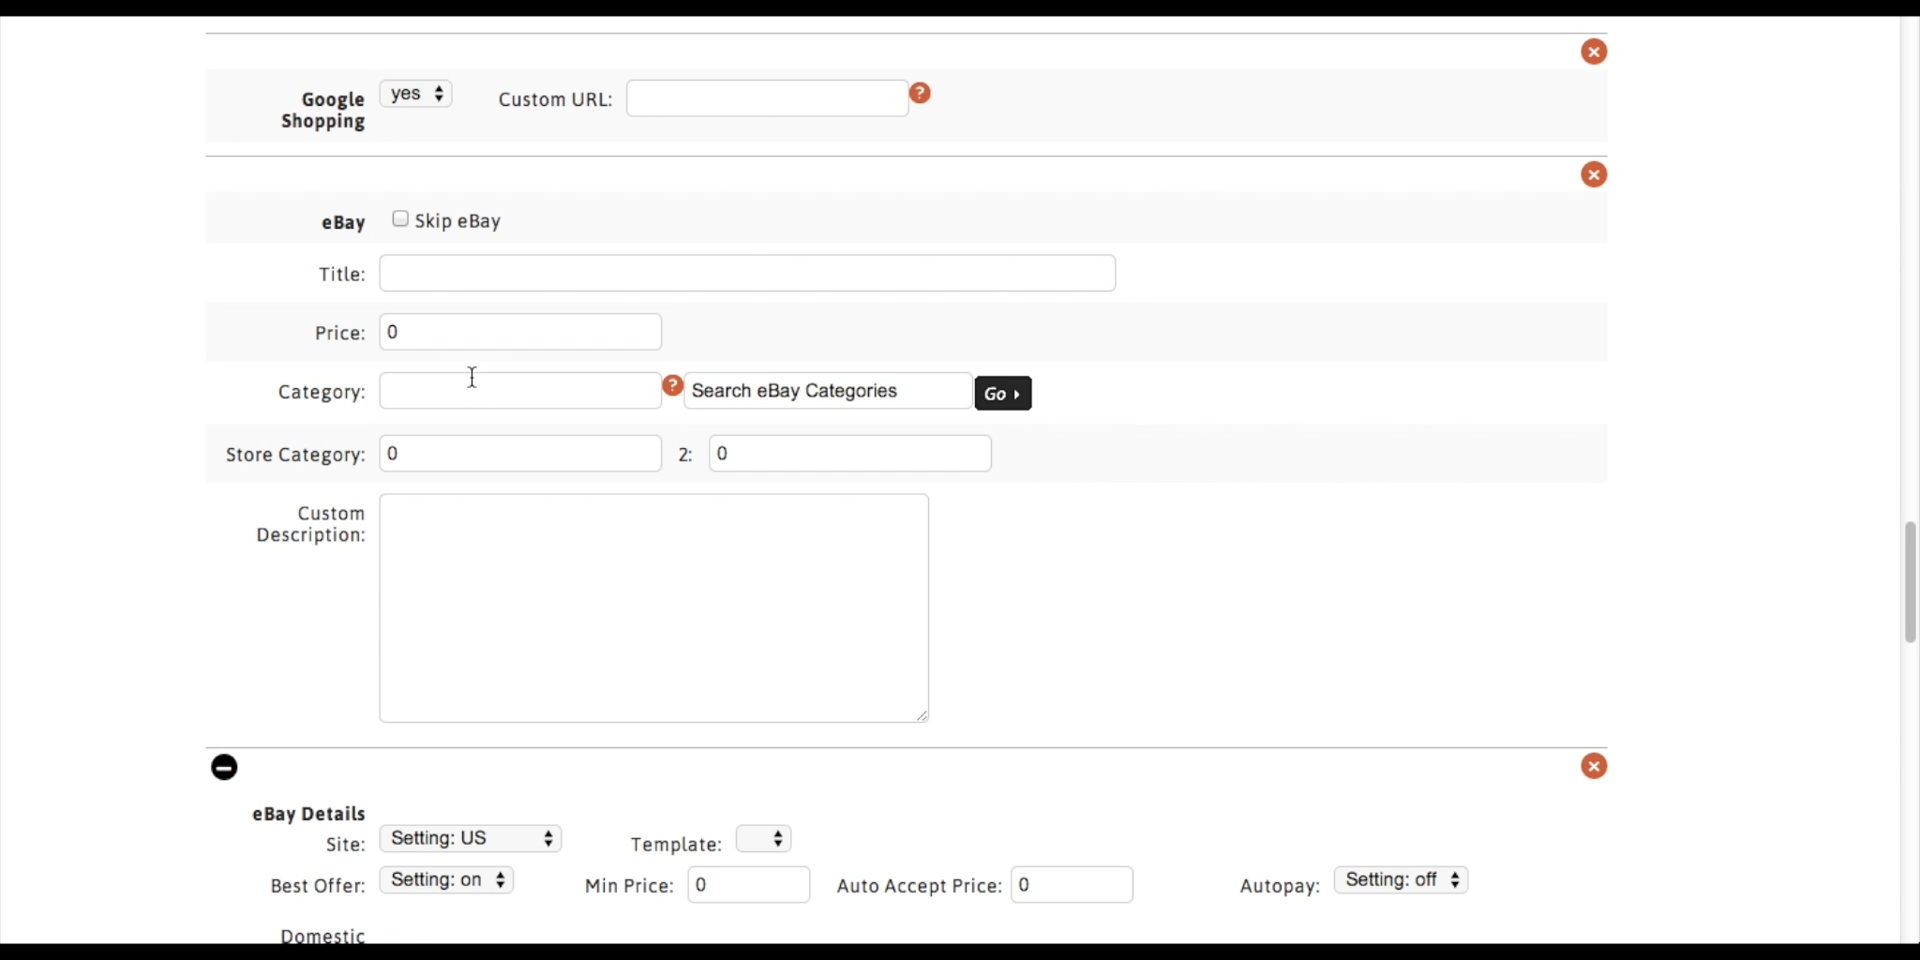 Google Shopping yes Custom URL: ?
eBay Skip eBay
Title:
Price: 0
Category: ? Search eBay Categories Go
Store Category: 0 2: 0
Custom
Description:
eBay Details
Site: Setting: US Template:
Best Offer: Setting: on Min Price: 0 Auto Accept Price: 0 Autopay: Setting: off
Domestic